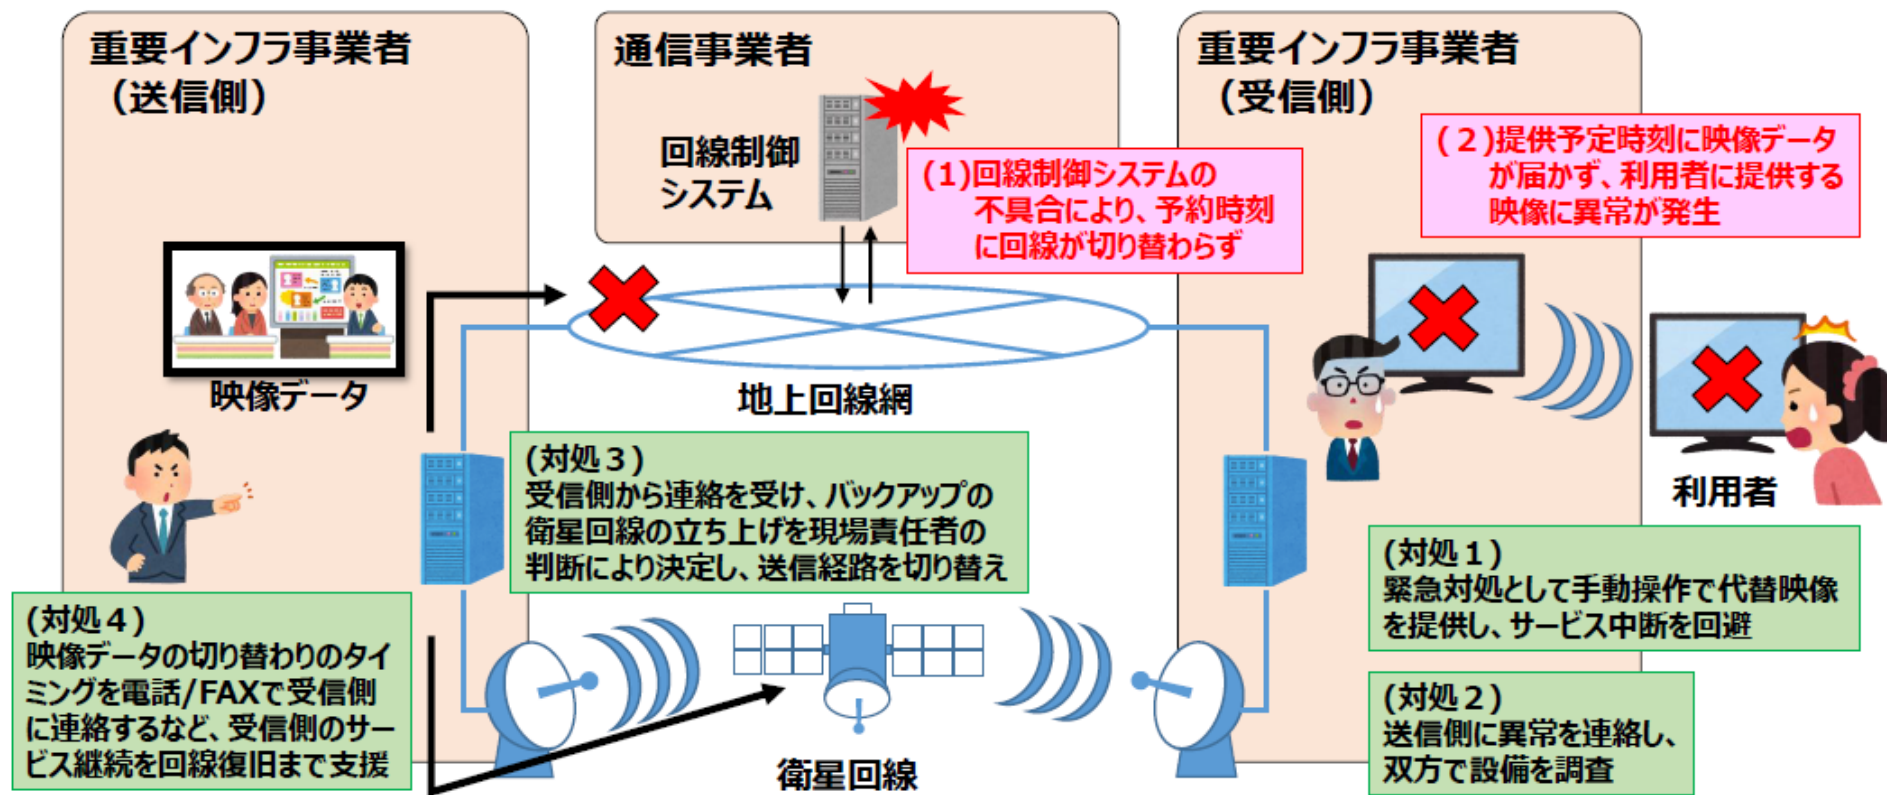 重要インフラ事業者
（送信側）
通信事業者
回線制御
システム
重要インフラ事業者
（受信側）
(１)回線制御システムの
不具合により、予約時刻
に回線が切り替わらず
(２)提供予定時刻に映像データ
が届かず、利用者に提供する
映像に異常が発生
映像データ
地上回線網
利用者
(対処３)
受信側から連絡を受け、バックアップの
衛星回線の立ち上げを現場責任者の
判断により決定し、送信経路を切り替え
(対処１)
緊急対処として手動操作で代替映像
を提供し、サービス中断を回避
(対処４)
映像データの切り替わりのタイ
ミングを電話/FAXで受信側
に連絡するなど、受信側のサー
ビス継続を回線復旧まで支援
(対処２)
送信側に異常を連絡し、
双方で設備を調査
衛星回線